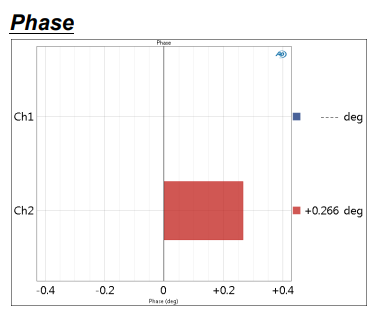 Phase
Phase
Ch1
---- deg
Ch2
+0.266 deg
-0.4 -0.2 0 +0.2 +0.4
Phase (deg)